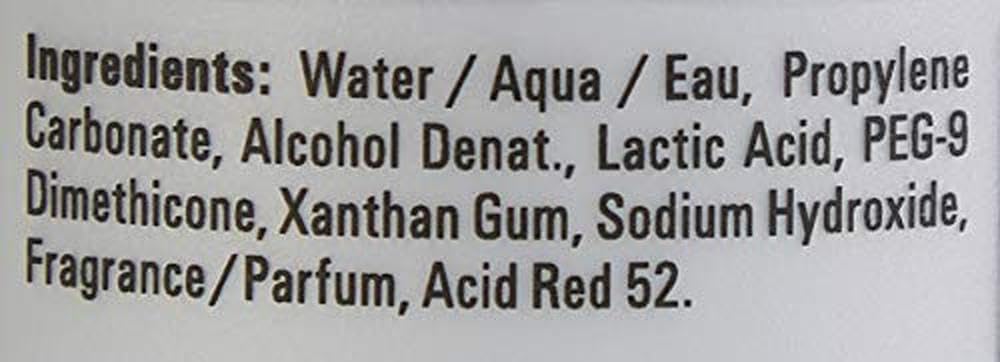 Ingredients: Water / Aqua / Eau, Propylene
Carbonate, Alcohol Denat., Lactic Acid, PEG-9
Dimethicone, Xanthan Gum, Sodium Hydroxide,
Fragrance/Parfum, Acid Red 52.